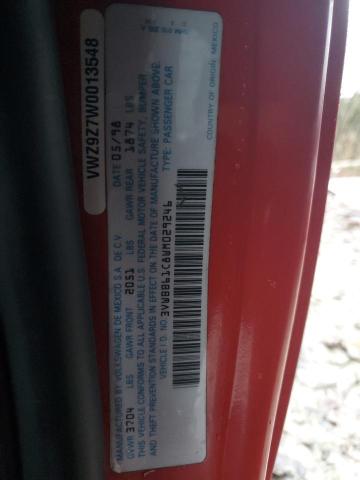 VWZ9Z7W0013548
MANUFACTURED BY VOLKSWAGEN DE MEXICO S.A. DE C.V. DATE 05/98
GVWR 3704 LBS GAWR FRONT 2051 LBS GAWR REAR 1874 LBS
THIS VEHICLE CONFORMS TO ALL APPLICABLE U.S. FEDERAL MOTOR VEHICLE SAFETY, BUMPER
AND THEFT PREVENTION STANDARDS IN EFFECT ON THE DATE OF MANUFACTURE SHOWN ABOVE.
VEHICLE I.D. NO.: 3VWBB61C6WM029246 TYPE: PASSENGER CAR
COUNTRY OF ORIGIN: MEXICO